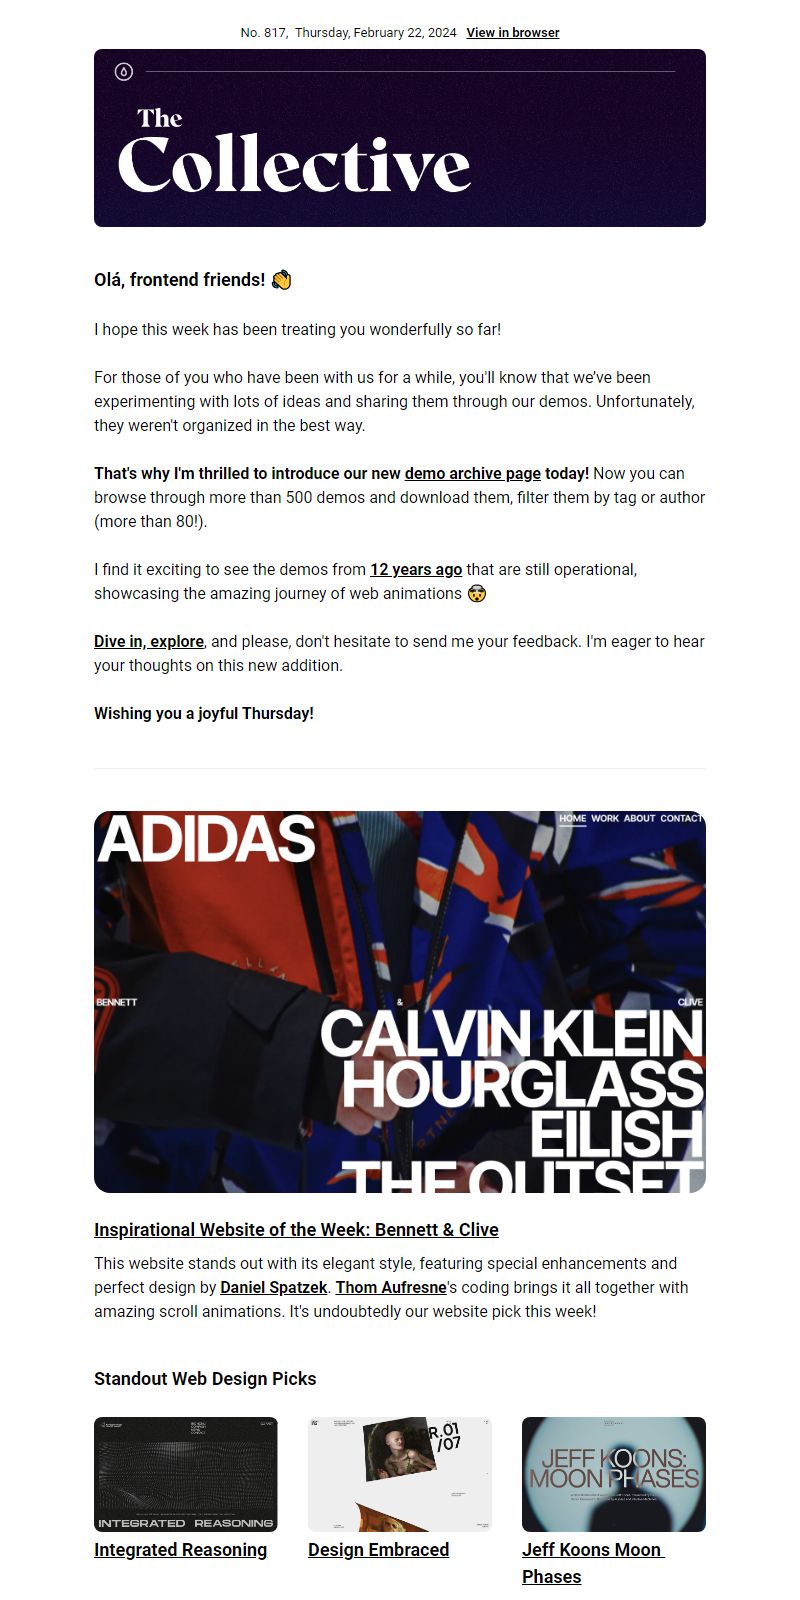 No. 817, Thursday, February 22, 2024 View in browser
The
Collective
Olá, frontend friends! 👏
I hope this week has been treating you wonderfully so far!
For those of you who have been with us for a while, you'll know that we’ve been
experimenting with lots of ideas and sharing them through our demos. Unfortunately,
they weren't organized in the best way.
That's why I'm thrilled to introduce our new demo archive page today! Now you can
browse through more than 500 demos and download them, filter them by tag or author
(more than 80!).
I find it exciting to see the demos from 12 years ago that are still operational,
showcasing the amazing journey of web animations 🤯
Dive in, explore, and please, don't hesitate to send me your feedback. I'm eager to hear
your thoughts on this new addition.
Wishing you a joyful Thursday!
ADIDAS
HOME WORK ABOUT CONTACT
BENNETT & CLIVE
CALVIN KLEIN
HOURGLASS
EILISH
THE OUTSET
Inspirational Website of the Week: Bennett & Clive
This website stands out with its elegant style, featuring special enhancements and
perfect design by Daniel Spatzek. Thom Aufresne's coding brings it all together with
amazing scroll animations. It's undoubtedly our website pick this week!
Standout Web Design Picks
INTEGRATED REASONING
R.01
/07
JEFF KOONS:
MOON PHASES
Integrated Reasoning
Design Embraced
Jeff Koons Moon
Phases